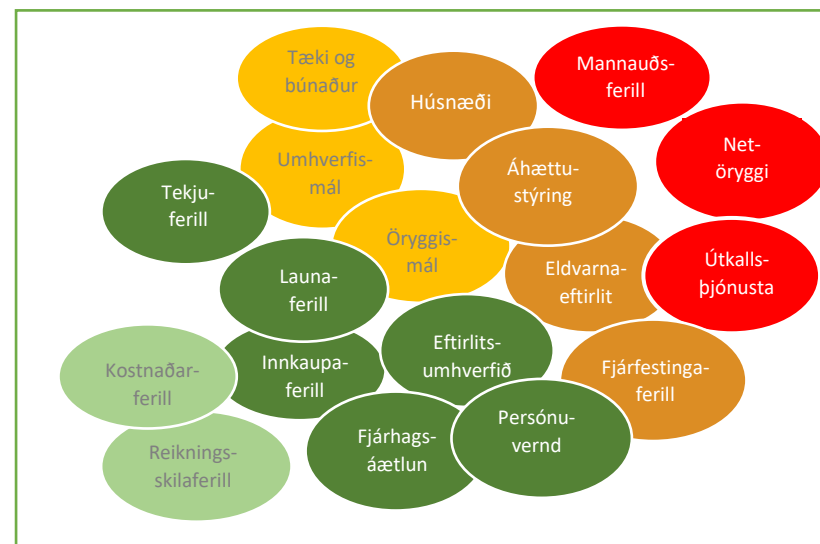 Tæki og
búnaður
Húsnæði
Mannauðs-
ferill
Umhverfis-
mál
Áhættu-
stýring
Net-
öryggi
Tekju-
ferill
Öryggis-
mál
Eldvarna-
eftirlit
Útkalls-
þjónusta
Launa-
ferill
Innkaupa-
ferill
Eftirlits-
umhverfið
Fjárfestinga-
ferill
Kostnaðar-
ferill
Fjárhags-
áætlun
Persónu-
vernd
Reiknings-
skilaferill